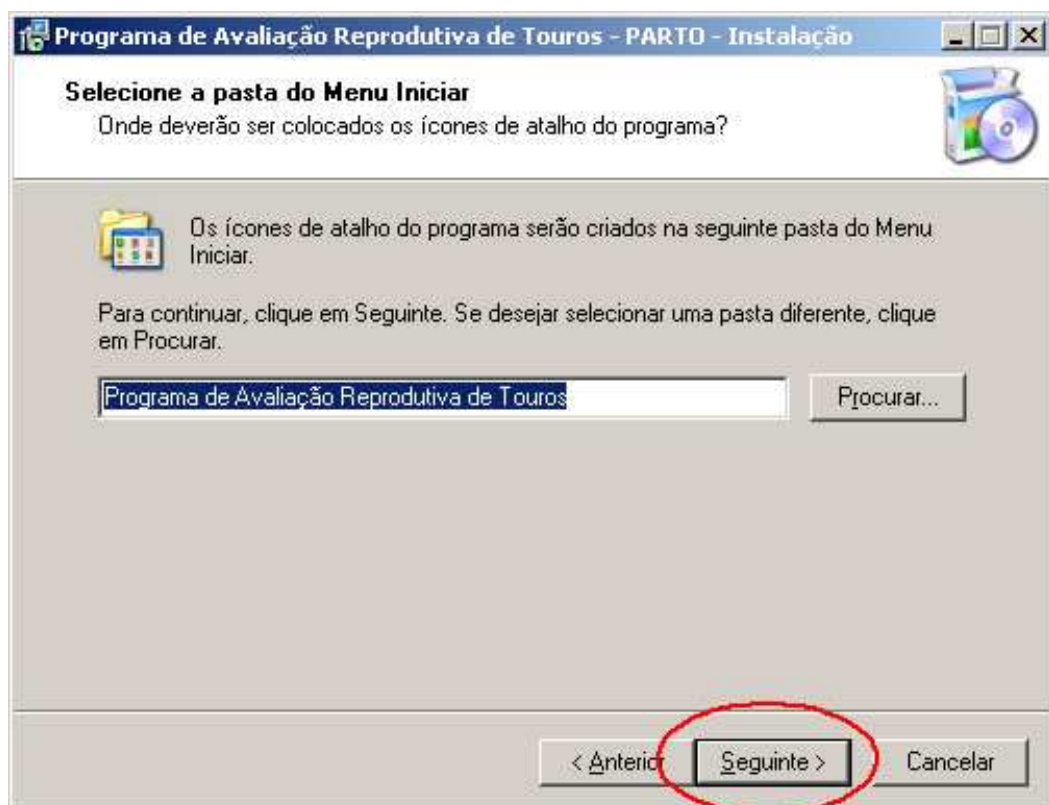 Programa de Avaliação Reprodutiva de Touros - PARTO - Instalação
Selecione a pasta do Menu Iniciar
Onde deverão ser colocados os ícones de atalho do programa?
Os ícones de atalho do programa serão criados na seguinte pasta do Menu
Iniciar.
Para continuar, clique em Seguinte. Se desejar selecionar uma pasta diferente, clique
em Procurar.
Programa de Avaliação Reprodutiva de Touros
Procurar...
< Anterior
Seguinte >
Cancelar